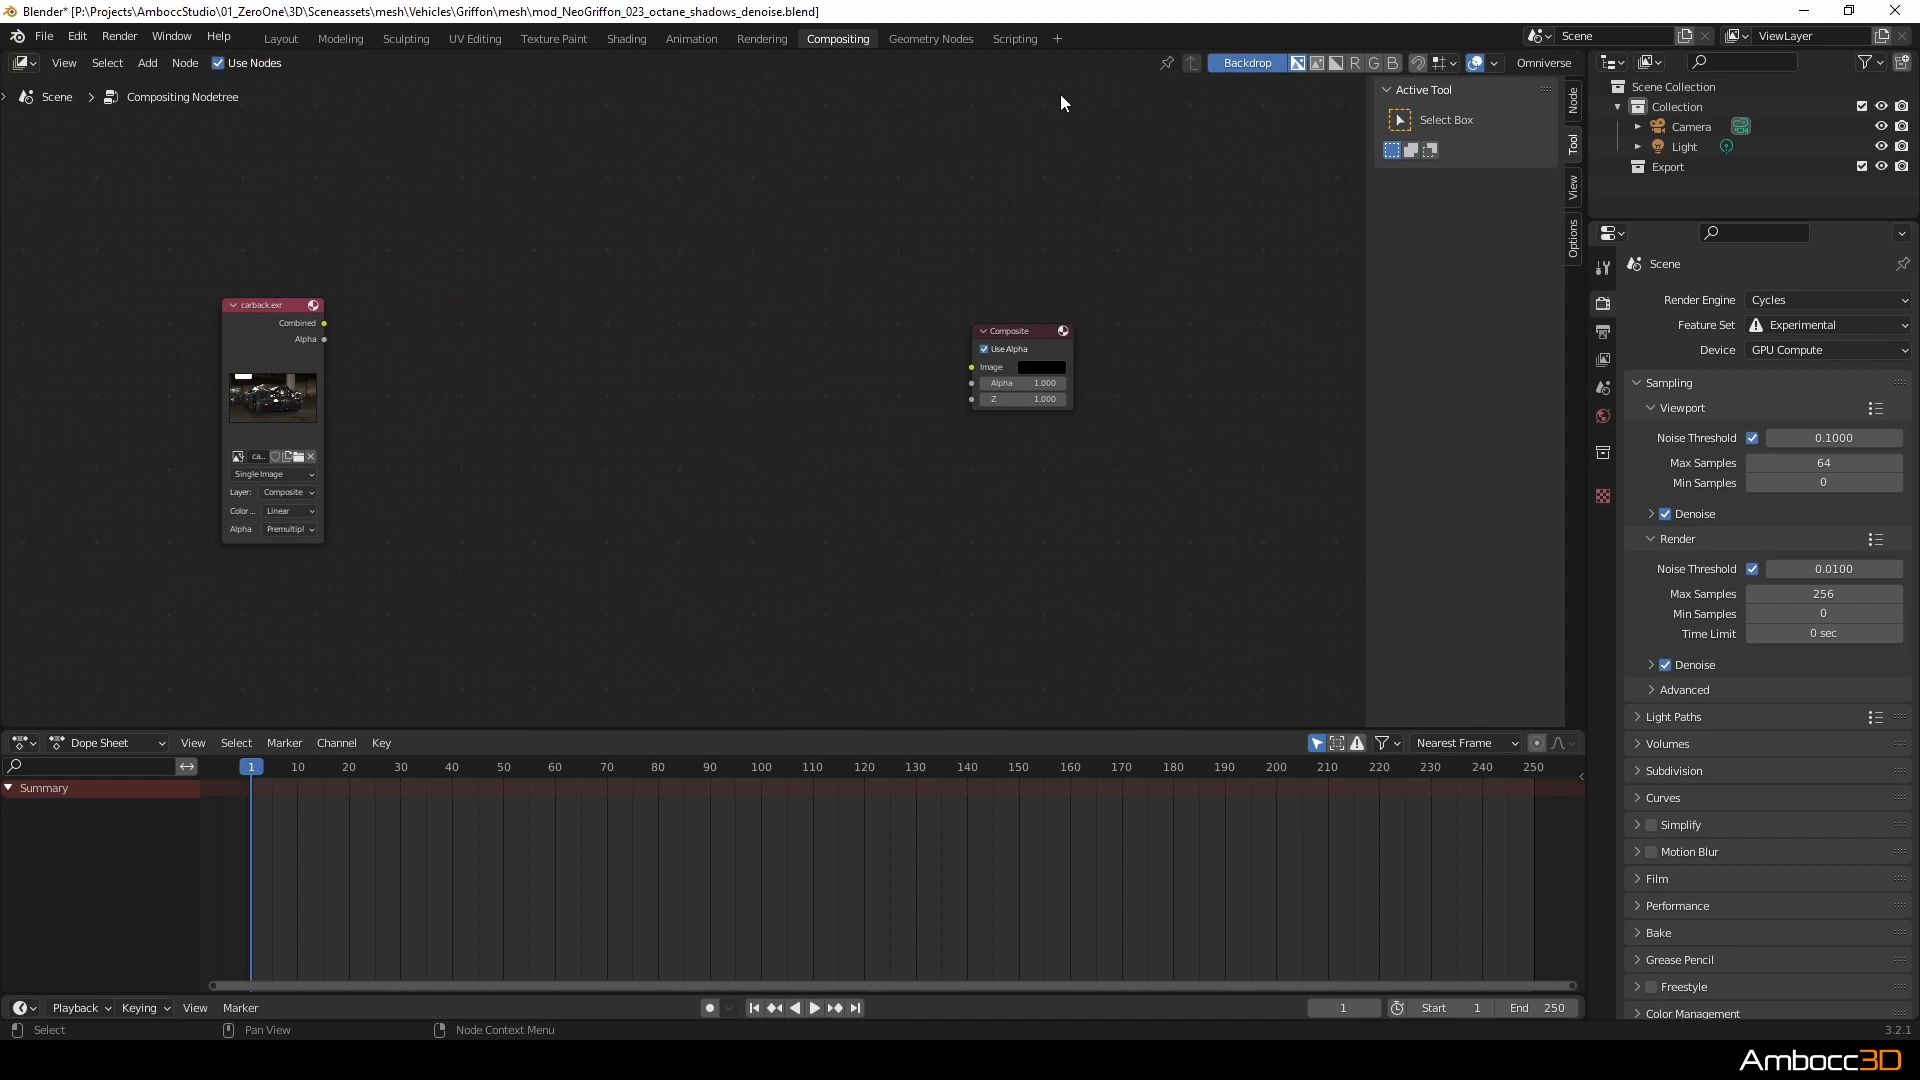 Blender* [P:\Projects\AmboccStudio\01_ZeroOne\3D\Sceneassets\mesh\Vehicles\Griffon\mesh\mod_NeoGriffon_023_octane_shadows_denoise.blend]
File Edit Render Window Help Layout Modeling Sculpting UV Editing Texture Paint Shading Animation Rendering Compositing Geometry Nodes Scripting + Scene ViewLayer
View Select Add Node Use Nodes Backdrop R G B Omniverse
Scene > Compositing Nodetree
Active Tool
Select Box
Node
Tool
View
Options
carback.exr
Combined
Alpha
ca...
Single Image
Layer: Composite
Color ... Linear
Alpha Premultipl
Composite
Use Alpha
Image
Alpha 1.000
Z 1.000
Scene Collection
Collection
Camera
Light
Export
Scene
Render Engine Cycles
Feature Set Experimental
Device GPU Compute
Sampling
Viewport
Noise Threshold 0.1000
Max Samples 64
Min Samples 0
Denoise
Render
Noise Threshold 0.0100
Max Samples 256
Min Samples 0
Time Limit 0 sec
Denoise
Advanced
Light Paths
Volumes
Subdivision
Curves
Simplify
Motion Blur
Film
Performance
Bake
Grease Pencil
Freestyle
Color Management
Dope Sheet View Select Marker Channel Key Nearest Frame
1 10 20 30 40 50 60 70 80 90 100 110 120 130 140 150 160 170 180 190 200 210 220 230 240 250
Summary
Playback Keying View Marker 1 Start 1 End 250
Select Pan View Node Context Menu 3.2.1
Ambocc3D